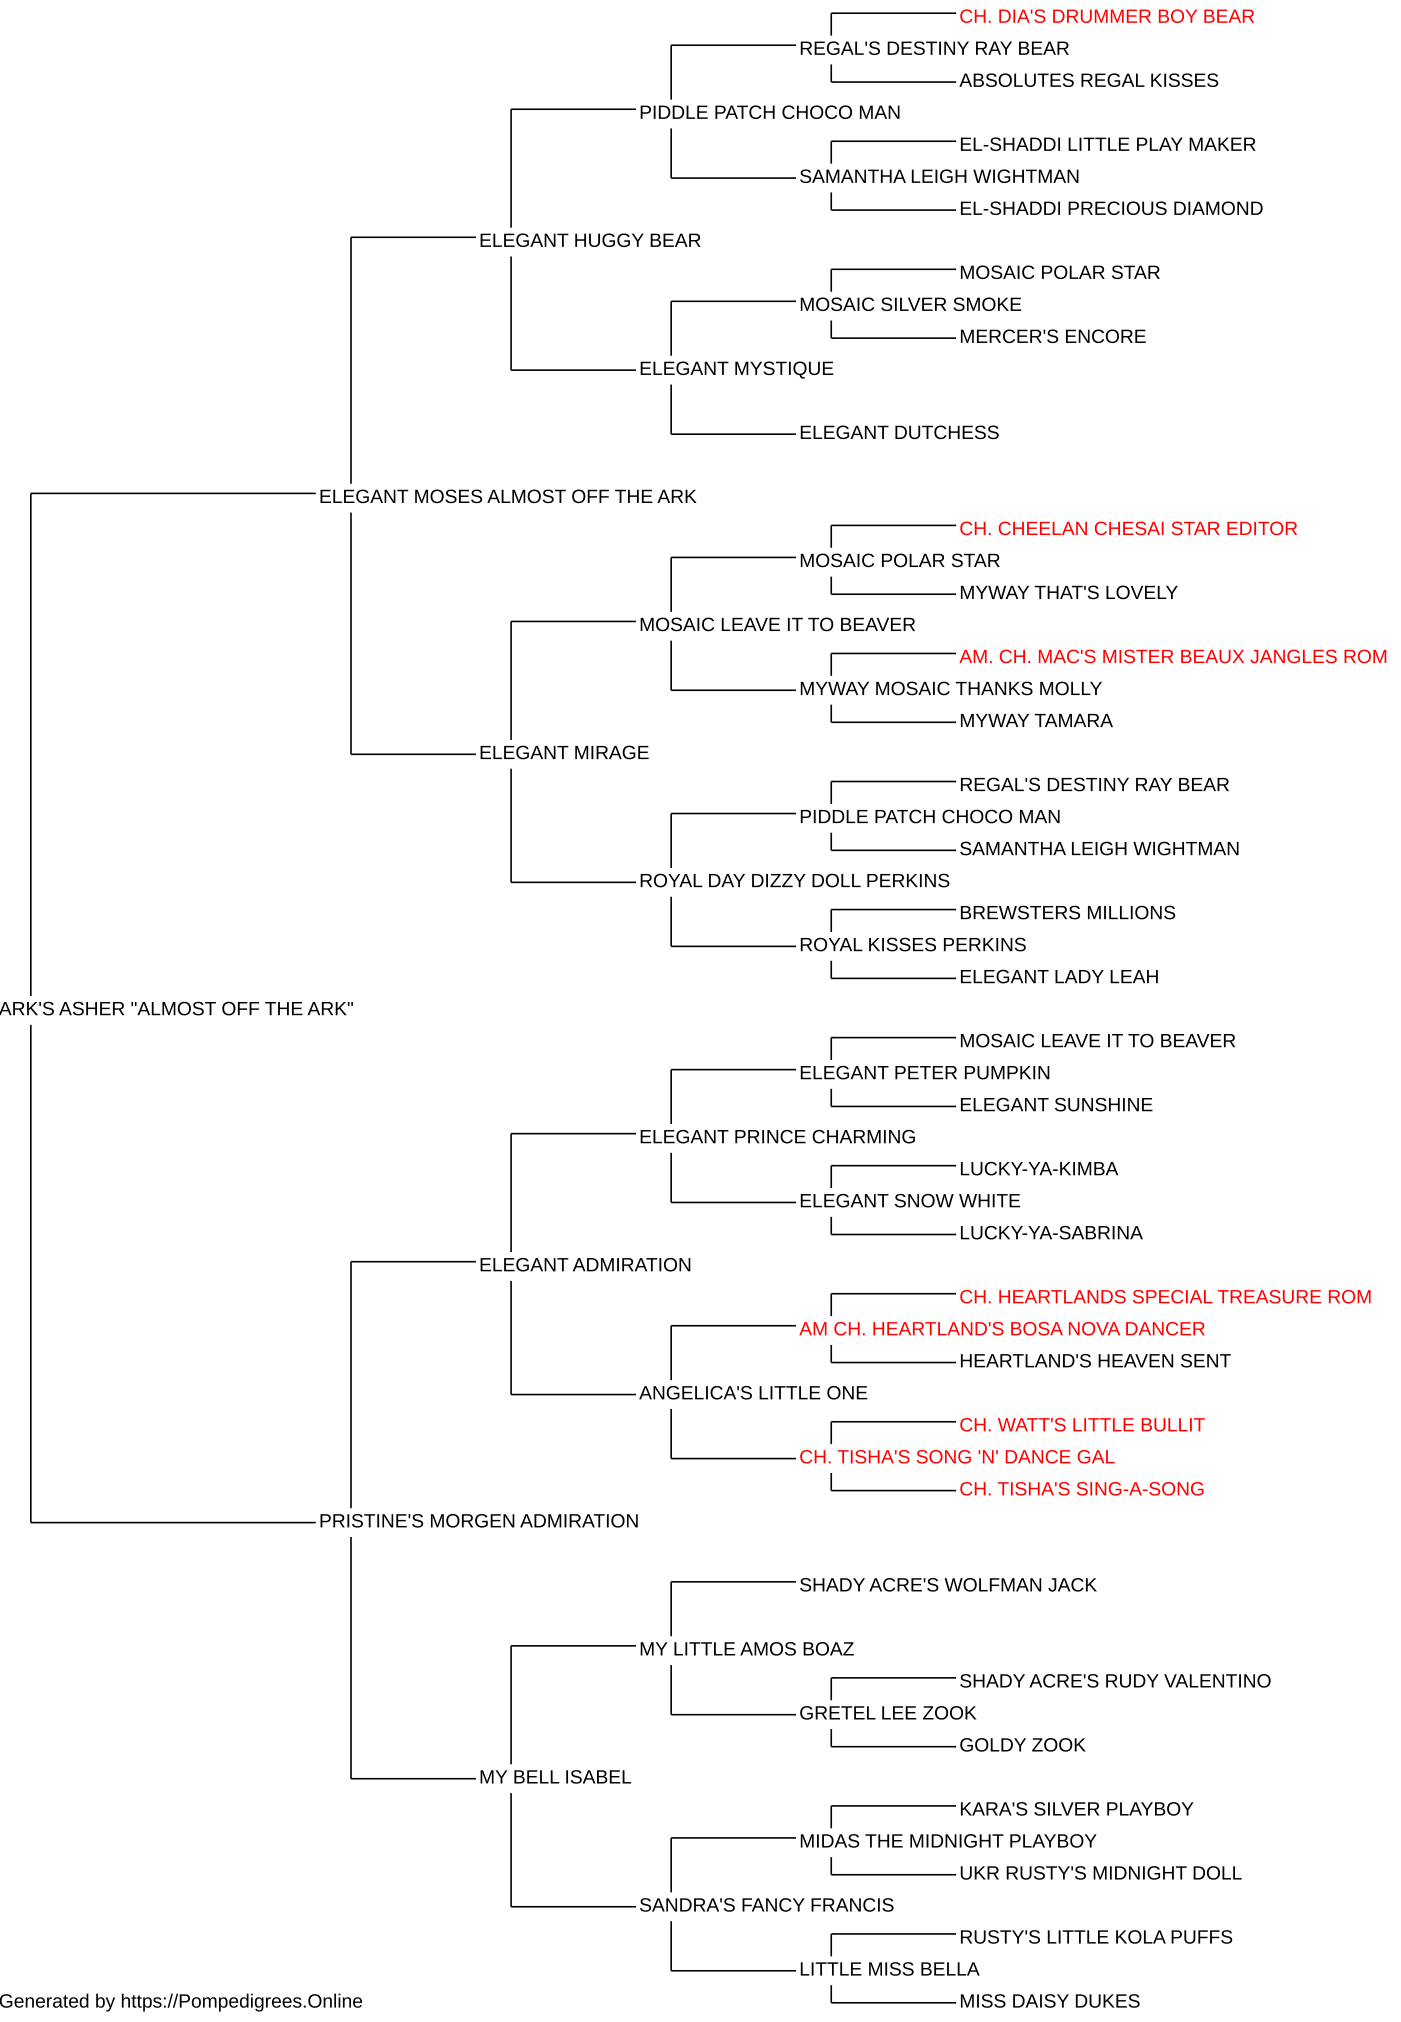 CH. DIA'S DRUMMER BOY BEAR
REGAL'S DESTINY RAY BEAR
ABSOLUTES REGAL KISSES
PIDDLE PATCH CHOCO MAN
EL-SHADDI LITTLE PLAY MAKER
SAMANTHA LEIGH WIGHTMAN
EL-SHADDI PRECIOUS DIAMOND
ELEGANT HUGGY BEAR
MOSAIC POLAR STAR
MOSAIC SILVER SMOKE
MERCER'S ENCORE
ELEGANT MYSTIQUE
ELEGANT DUTCHESS
ELEGANT MOSES ALMOST OFF THE ARK
CH. CHEELAN CHESAI STAR EDITOR
MOSAIC POLAR STAR
MYWAY THAT'S LOVELY
MOSAIC LEAVE IT TO BEAVER
AM. CH. MAC'S MISTER BEAUX JANGLES ROM
MYWAY MOSAIC THANKS MOLLY
MYWAY TAMARA
ELEGANT MIRAGE
REGAL'S DESTINY RAY BEAR
PIDDLE PATCH CHOCO MAN
SAMANTHA LEIGH WIGHTMAN
ROYAL DAY DIZZY DOLL PERKINS
BREWSTERS MILLIONS
ROYAL KISSES PERKINS
ELEGANT LADY LEAH
ARK'S ASHER "ALMOST OFF THE ARK"
MOSAIC LEAVE IT TO BEAVER
ELEGANT PETER PUMPKIN
ELEGANT SUNSHINE
ELEGANT PRINCE CHARMING
LUCKY-YA-KIMBA
ELEGANT SNOW WHITE
LUCKY-YA-SABRINA
ELEGANT ADMIRATION
CH. HEARTLANDS SPECIAL TREASURE ROM
AM CH. HEARTLAND'S BOSA NOVA DANCER
HEARTLAND'S HEAVEN SENT
ANGELICA'S LITTLE ONE
CH. WATT'S LITTLE BULLIT
CH. TISHA'S SONG 'N' DANCE GAL
CH. TISHA'S SING-A-SONG
PRISTINE'S MORGEN ADMIRATION
SHADY ACRE'S WOLFMAN JACK
MY LITTLE AMOS BOAZ
SHADY ACRE'S RUDY VALENTINO
GRETEL LEE ZOOK
GOLDY ZOOK
MY BELL ISABEL
KARA'S SILVER PLAYBOY
MIDAS THE MIDNIGHT PLAYBOY
UKR RUSTY'S MIDNIGHT DOLL
SANDRA'S FANCY FRANCIS
RUSTY'S LITTLE KOLA PUFFS
LITTLE MISS BELLA
MISS DAISY DUKES
Generated by https://Pompedigrees.Online